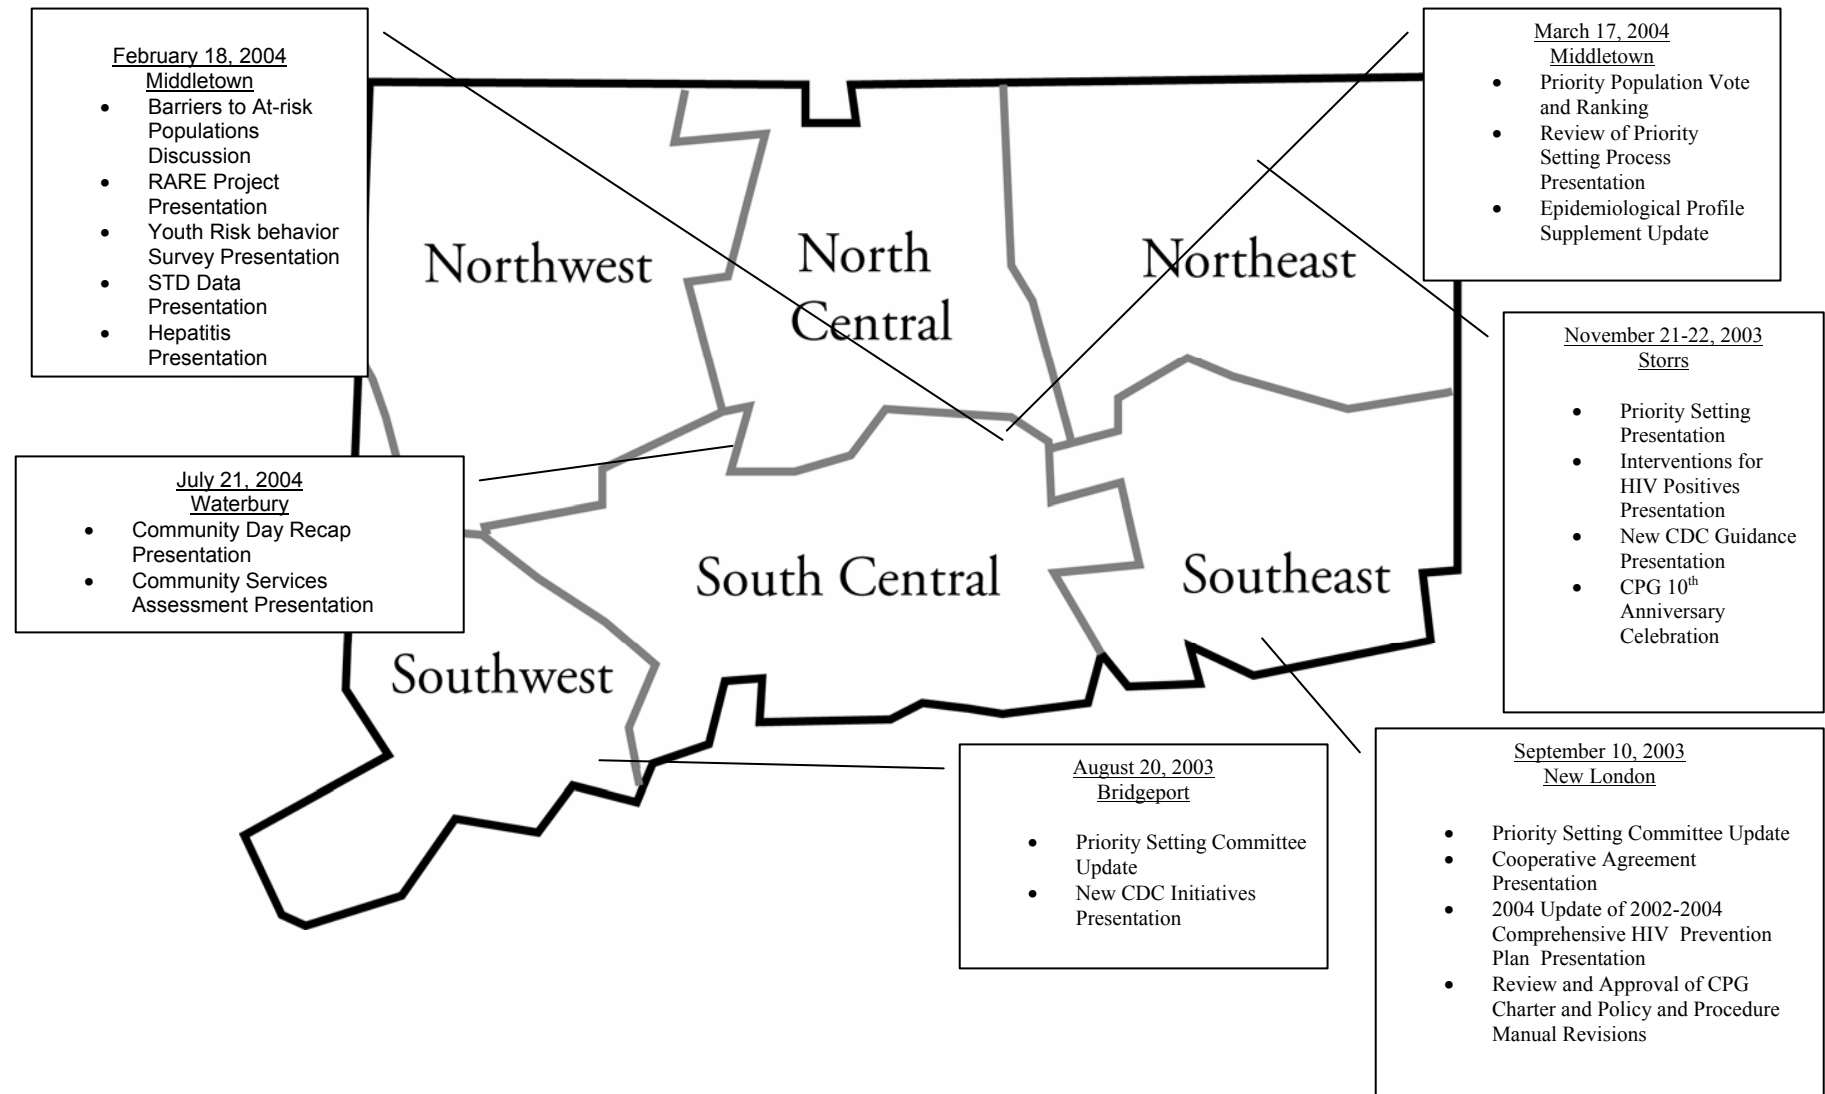 February 18, 2004
Middletown
• Barriers to At-risk
Populations
Discussion
• RARE Project
Presentation
• Youth Risk behavior
Survey Presentation
• STD Data
Presentation
• Hepatitis
Presentation
March 17, 2004
Middletown
• Priority Population Vote
and Ranking
• Review of Priority
Setting Process
Presentation
• Epidemiological Profile
Supplement Update
Northwest
North
Central
Northeast
November 21-22, 2003
Storrs
• Priority Setting
Presentation
• Interventions for
HIV Positives
Presentation
• New CDC Guidance
Presentation
• CPG 10th
Anniversary
Celebration
July 21, 2004
Waterbury
• Community Day Recap
Presentation
• Community Services
Assessment Presentation
South Central
Southeast
Southwest
August 20, 2003
Bridgeport
• Priority Setting Committee
Update
• New CDC Initiatives
Presentation
September 10, 2003
New London
• Priority Setting Committee Update
• Cooperative Agreement
Presentation
• 2004 Update of 2002-2004
Comprehensive HIV Prevention
Plan Presentation
• Review and Approval of CPG
Charter and Policy and Procedure
Manual Revisions